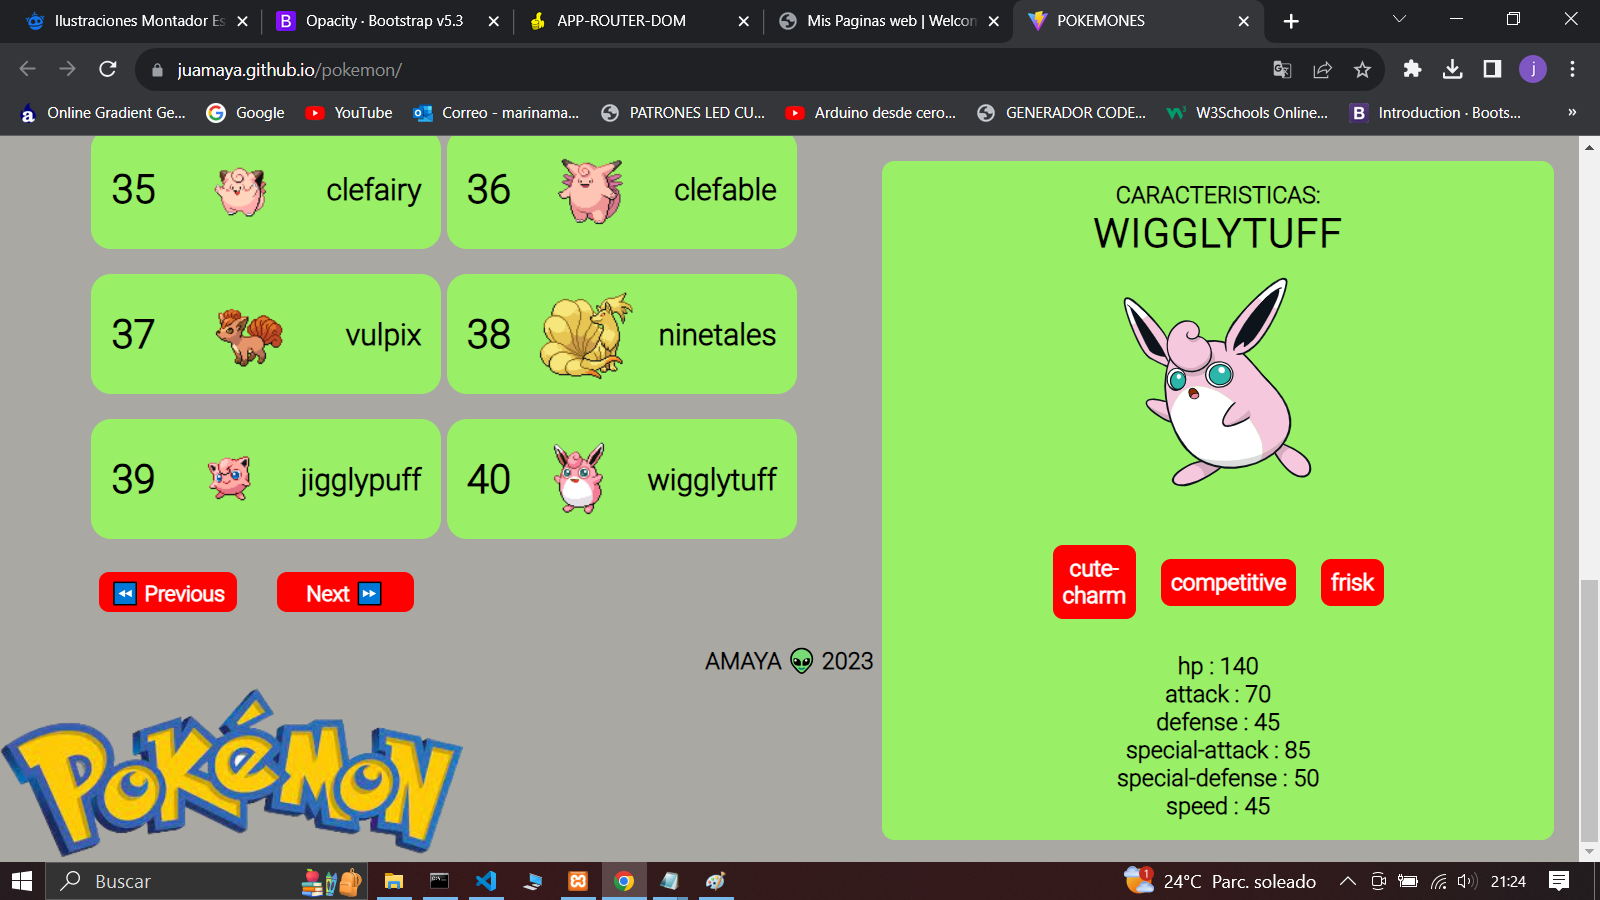 Ilustraciones Montador Es
Opacity · Bootstrap v5.3
APP-ROUTER-DOM
Mis Paginas web | Welcon
POKEMONES
juamaya.github.io/pokemon/
j
Online Gradient Ge...
Google
YouTube
Correo - marinama...
PATRONES LED CU...
Arduino desde cero...
GENERADOR CODE...
W3Schools Online...
Introduction · Boots...
»
35 clefairy
36 clefable
37 vulpix
38 ninetales
39 jigglypuff
40 wigglytuff
⏪ Previous
Next ⏩
AMAYA 👽 2023
POKéMON
CARACTERISTICAS:
WIGGLYTUFF
cute-
charm
competitive
frisk
hp : 140
attack : 70
defense : 45
special-attack : 85
special-defense : 50
speed : 45
Buscar
1
24°C Parc. soleado
21:24